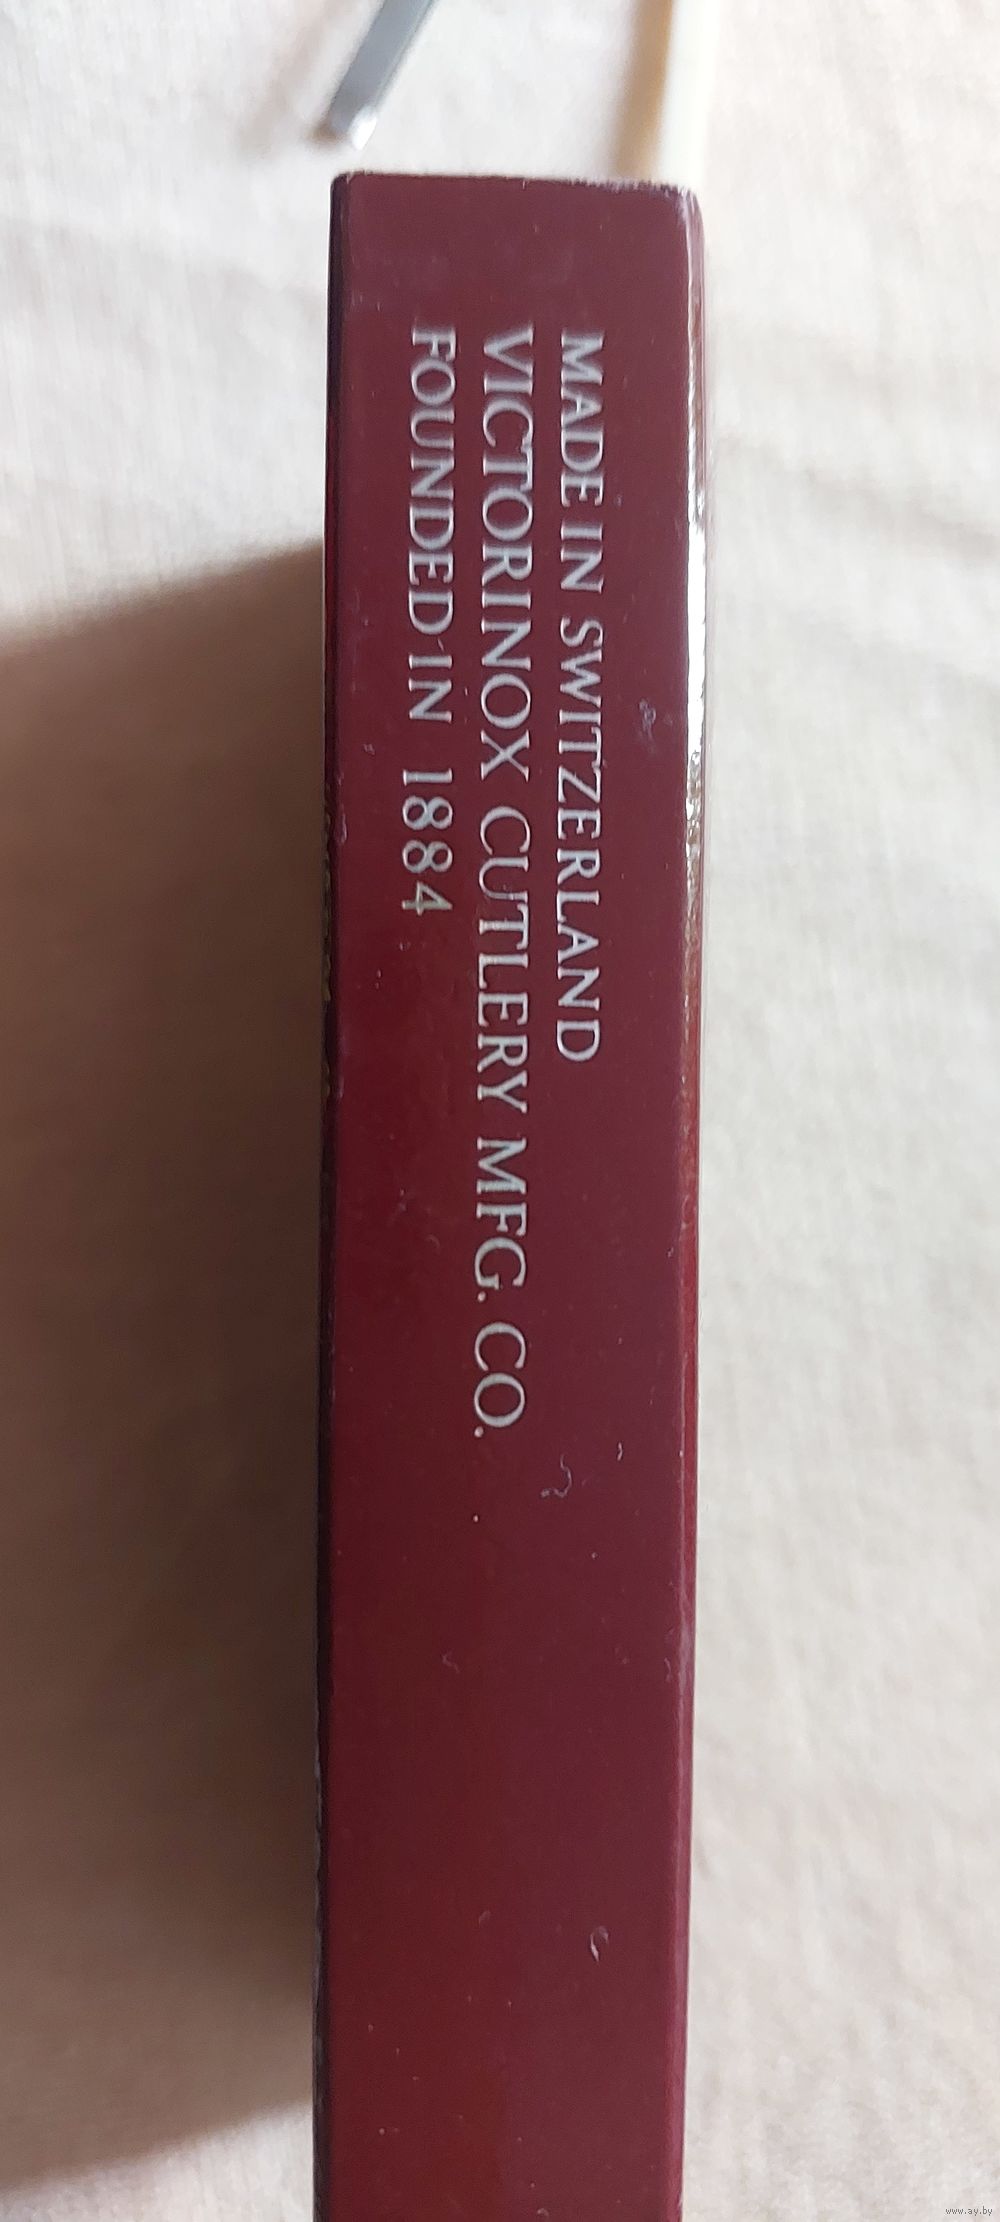 MADE IN SWITZERLAND
VICTORINOX CUTLERY MFG. CO.
FOUNDED IN 1884
www.ay.by